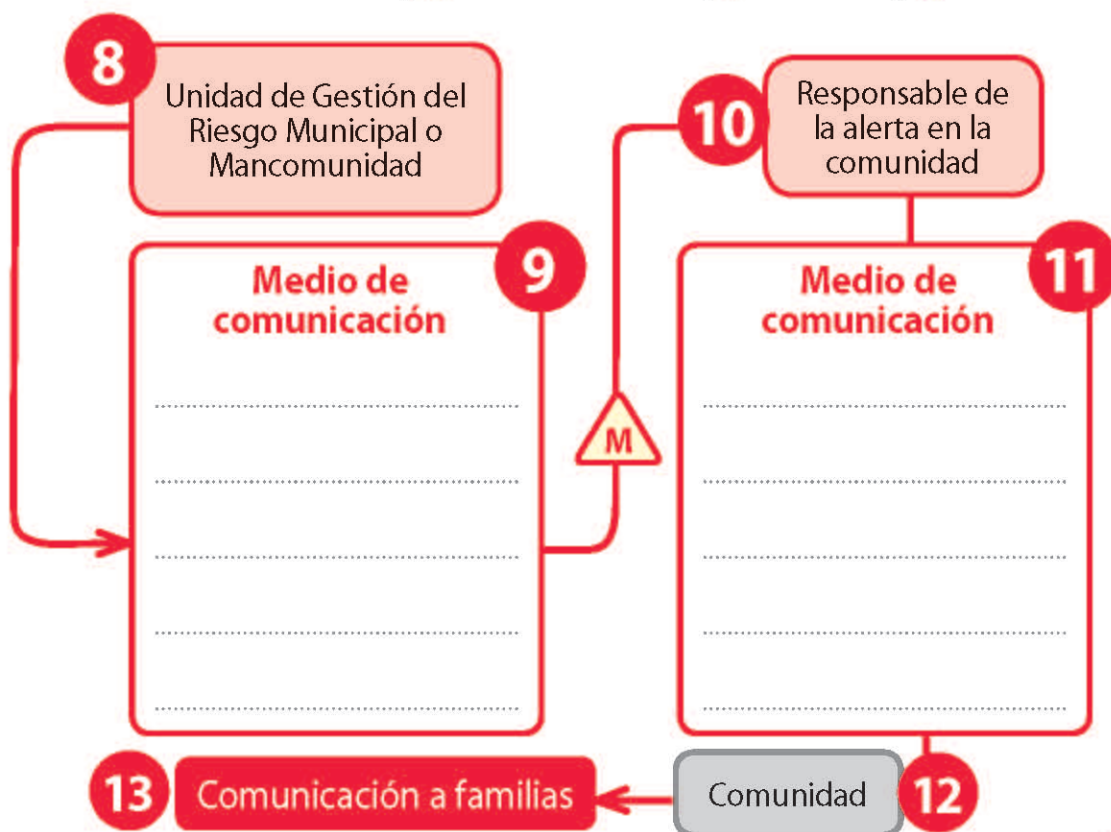 8
Unidad de Gestión del
Riesgo Municipal o
Mancomunidad
9
Medio de
comunicación
M
10
Responsable de
la alerta en la
comunidad
11
Medio de
comunicación
12
Comunidad
13
Comunicación a familias